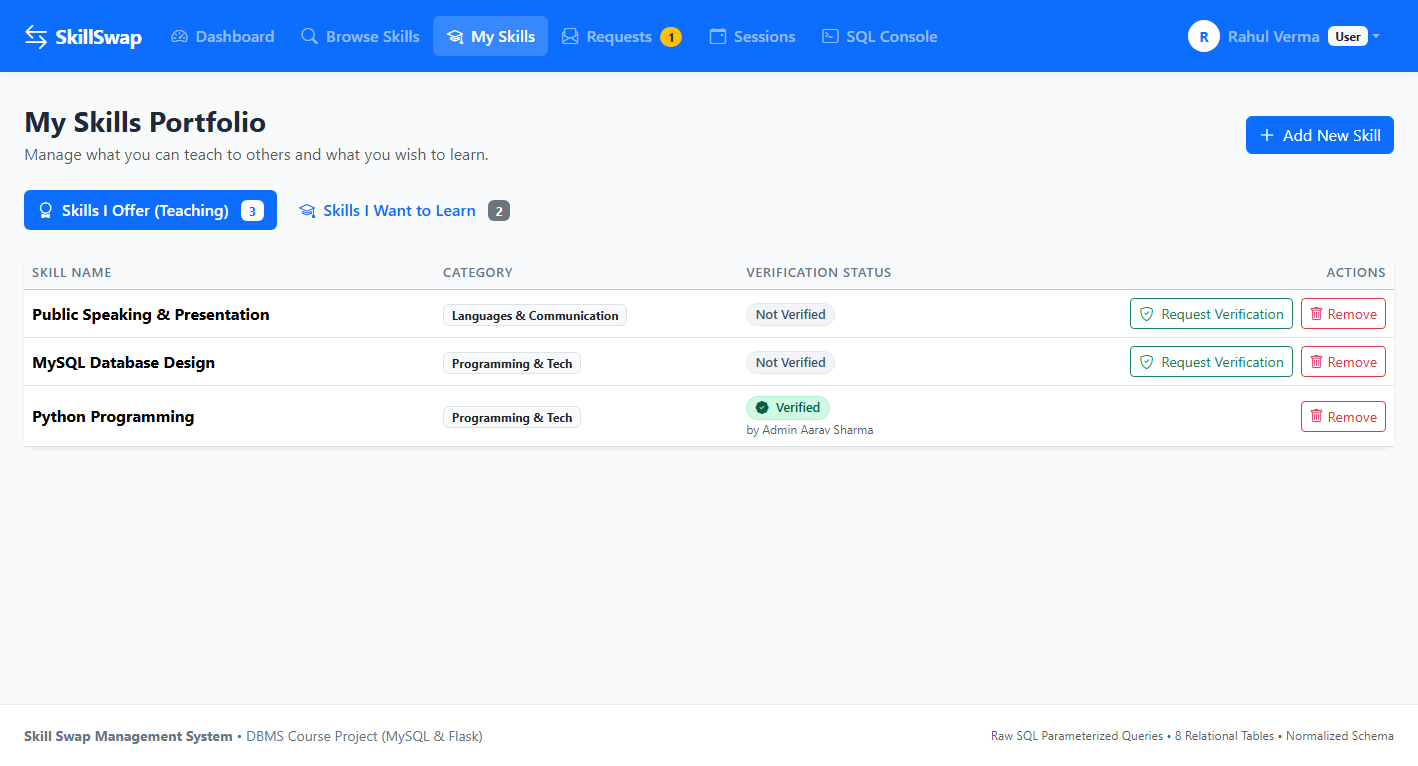 SkillSwap Dashboard Browse Skills My Skills Requests 1 Sessions SQL Console R Rahul Verma User
My Skills Portfolio
Manage what you can teach to others and what you wish to learn.
Add New Skill
Skills I Offer (Teaching) 3 Skills I Want to Learn 2
SKILL NAME CATEGORY VERIFICATION STATUS ACTIONS
Public Speaking & Presentation Languages & Communication Not Verified Request Verification Remove
MySQL Database Design Programming & Tech Not Verified Request Verification Remove
Python Programming Programming & Tech Verified Remove
by Admin Aarav Sharma
Skill Swap Management System • DBMS Course Project (MySQL & Flask) Raw SQL Parameterized Queries • 8 Relational Tables • Normalized Schema